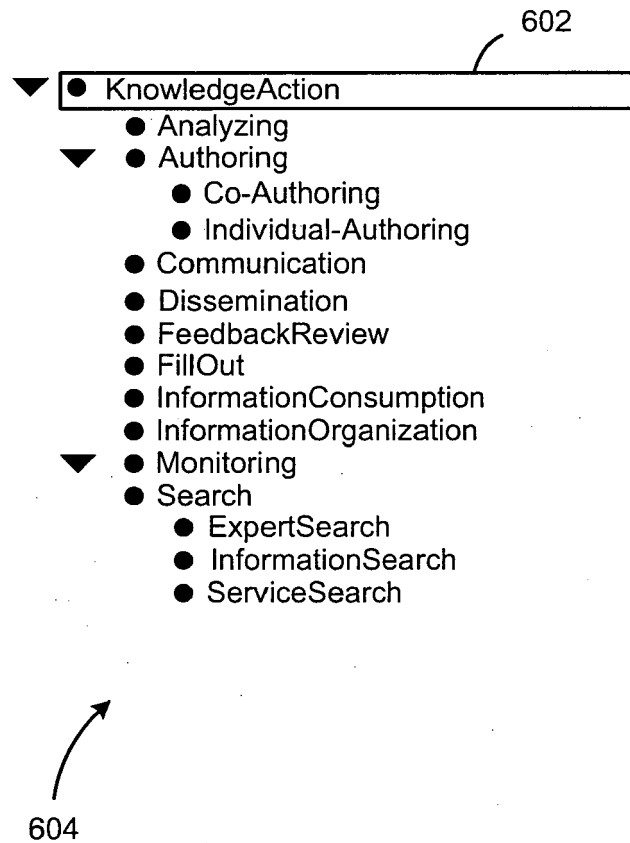 602
KnowledgeAction
Analyzing
Authoring
Co-Authoring
Individual-Authoring
Communication
Dissemination
FeedbackReview
FillOut
InformationConsumption
InformationOrganization
Monitoring
Search
ExpertSearch
InformationSearch
ServiceSearch
604